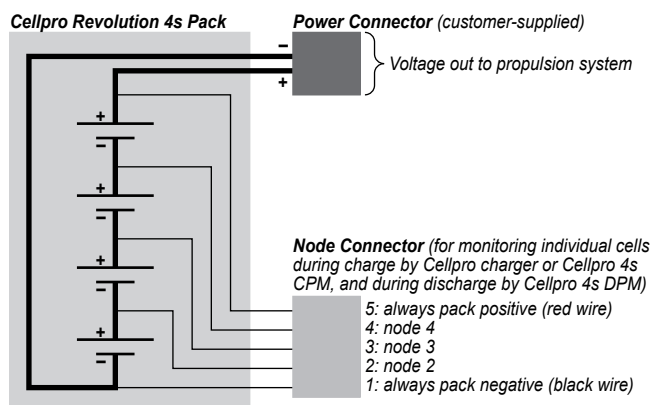 Cellpro Revolution 4s Pack
Power Connector (customer-supplied)
–
+
Voltage out to propulsion system
+
–
+
–
+
–
+
–
Node Connector (for monitoring individual cells
during charge by Cellpro charger or Cellpro 4s
CPM, and during discharge by Cellpro 4s DPM)
5: always pack positive (red wire)
4: node 4
3: node 3
2: node 2
1: always pack negative (black wire)